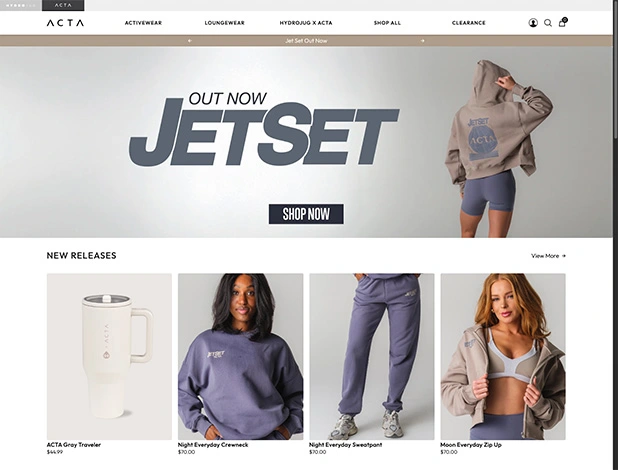 ACTA
ACTA
ACTIVEWEAR
LOUNGEWEAR
HYDROJUG X ACTA
SHOP ALL
CLEARANCE
0
Jet Set Out Now
OUT NOW
JETSET
SHOP NOW
JETSET
ACTA
NEW RELEASES
View More
ACTA
JETSET
ACTA Gray Traveler
Night Everyday Crewneck
Night Everyday Sweatpant
Moon Everyday Zip Up
$44.99
$70.00
$70.00
$70.00